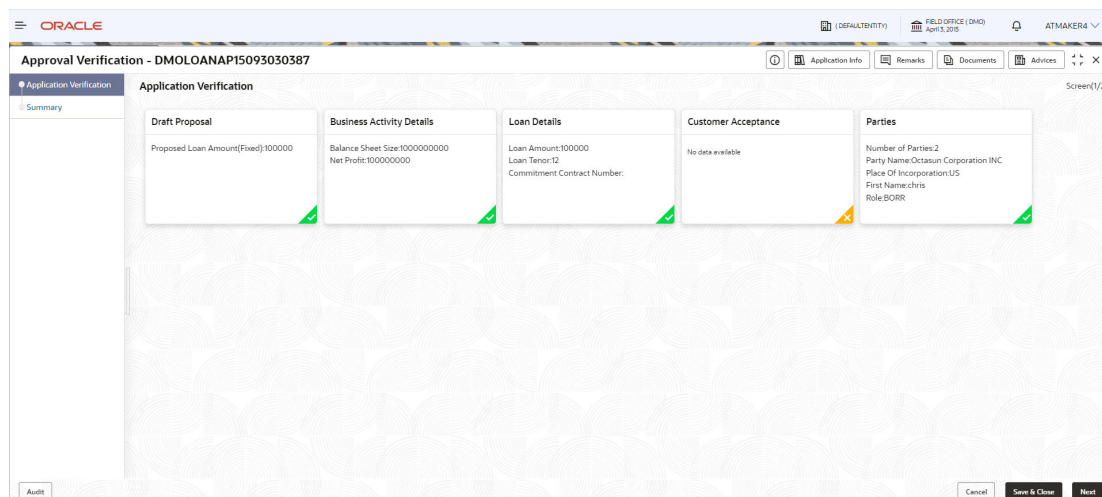 ORACLE
( DEFAULTENTITY)
FIELD OFFICE ( DMO)
April 3, 2015
ATMAKER4
Approval Verification - DMOLOANAP15093030387
Application Info
Remarks
Documents
Advices
Application Verification
Summary
Application Verification
Screen(1/2
Draft Proposal
Proposed Loan Amount(Fixed):100000
Business Activity Details
Balance Sheet Size:1000000000
Net Profit:100000000
Loan Details
Loan Amount:100000
Loan Tenor:12
Commitment Contract Number:
Customer Acceptance
No data available
Parties
Number of Parties:2
Party Name:Octasun Corporation INC
Place Of Incorporation:US
First Name:chris
Role:BORR
Audit
Cancel
Save & Close
Next